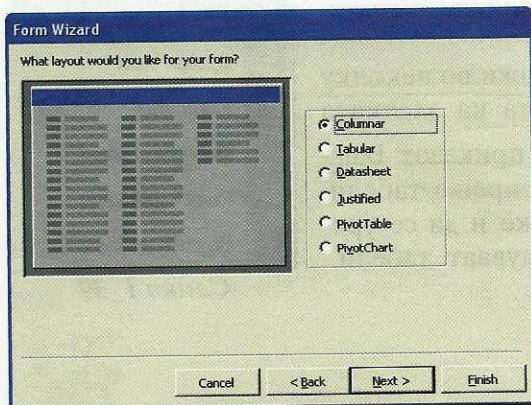 Form Wizard
What layout would you like for your form?
Columnar
Tabular
Datasheet
Justified
PivotTable
PivotChart
Cancel
< Back
Next >
Finish